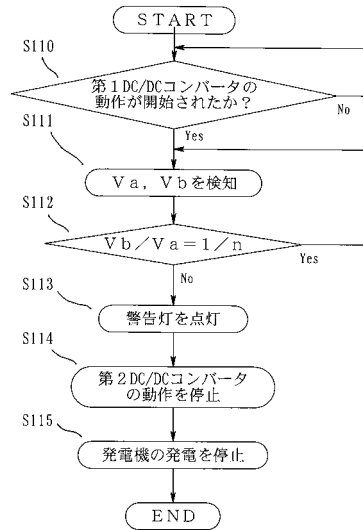 START
S110
第１DC/DCコンバータの
動作が開始されたか？
No
Yes
S111
Ｖａ，Ｖｂを検知
S112
Ｖｂ／Ｖａ＝１／ｎ
Yes
No
S113
警告灯を点灯
S114
第２DC/DCコンバータ
の動作を停止
S115
発電機の発電を停止
END